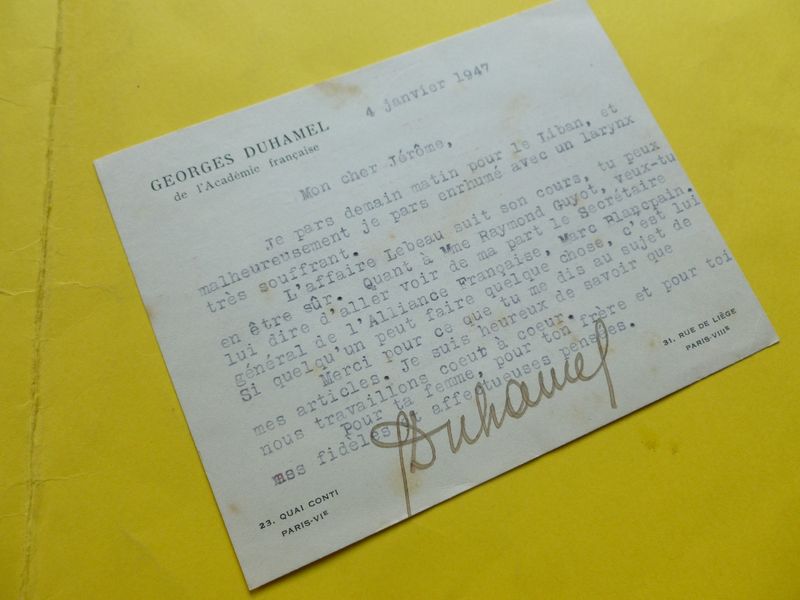 GEORGES DUHAMEL
de l'Académie française
4 janvier 1947
Mon cher Jérôme,
Je pars demain matin pour le Liban, et
malheureusement je pars enrhumé avec un larynx
très souffrant.
L'affaire Lebeau suit son cours, tu peux
en être sûr. Quant à Mme Raymond Guyot, veux-tu
lui dire d'aller voir de ma part le Secrétaire
général de l'Alliance Française, Marc Blancpain.
Si quelqu'un peut faire quelque chose, c'est lui
Merci pour ce que tu me dis au sujet de
mes articles. Je suis heureux de savoir que
nous travaillons coeur à coeur.
Pour ta femme, pour ton frère et pour toi
mes fidèles et affectueuses pensées.
Duhamel
31, RUE DE LIÈGE
PARIS-VIIIE
23, QUAI CONTI
PARIS-VIE